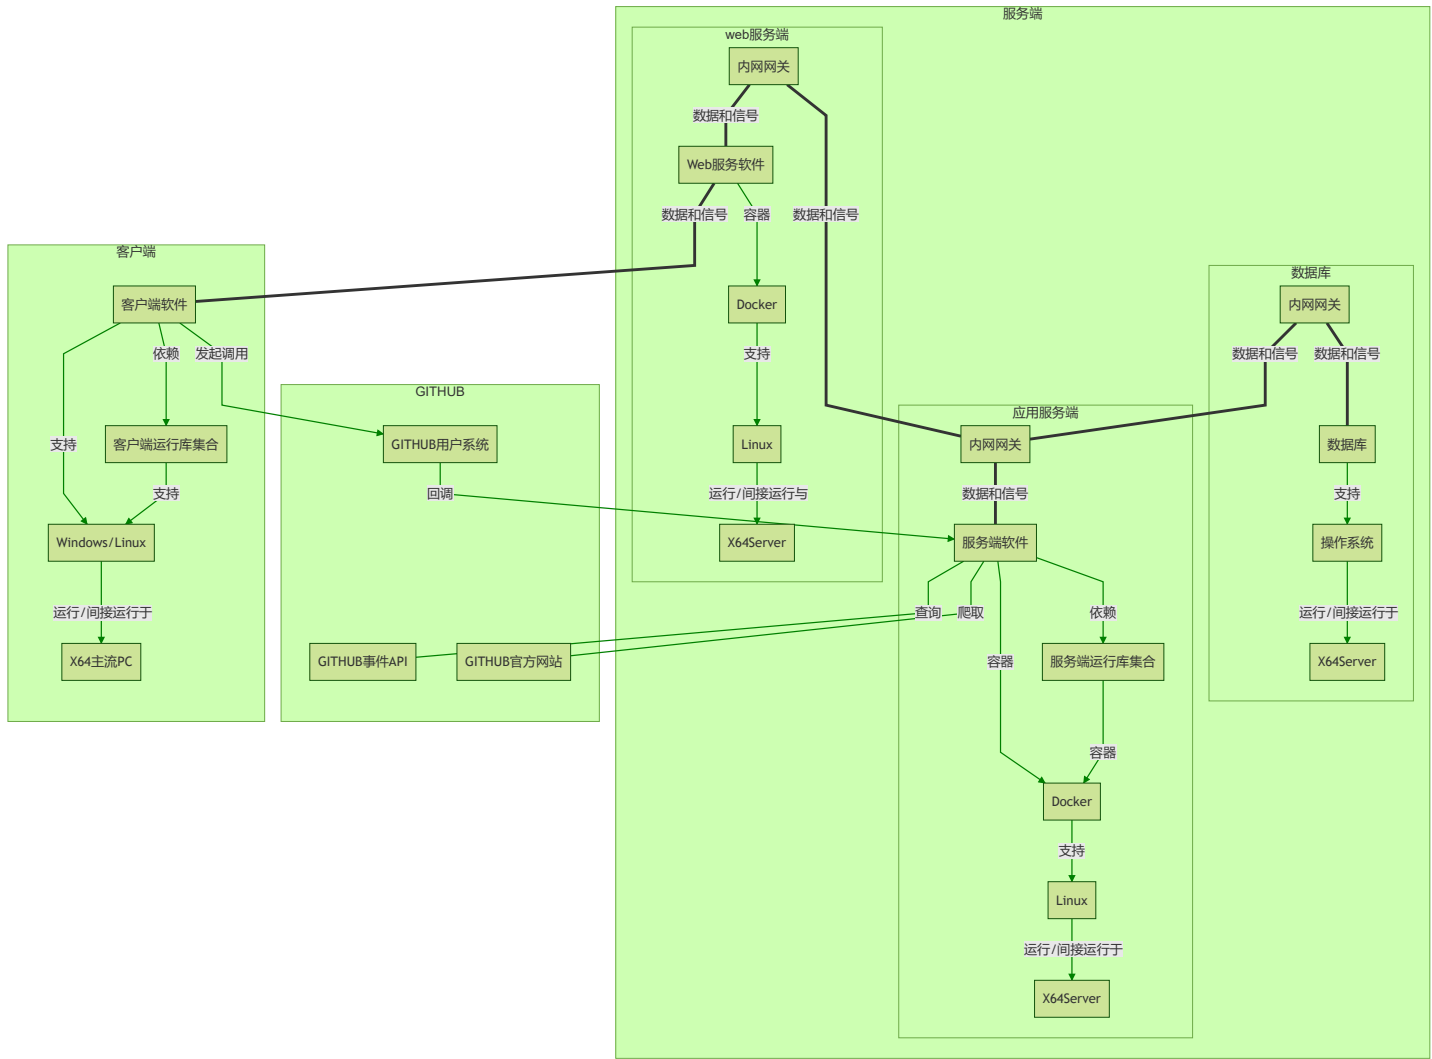 服务端
web服务端
内网网关
数据和信号
Web服务软件
数据和信号
容器
数据和信号
Docker
支持
Linux
运行/间接运行与
X64Server
客户端
客户端软件
依赖
发起调用
支持
客户端运行库集合
支持
Windows/Linux
运行/间接运行于
X64主流PC
GITHUB
GITHUB用户系统
回调
GITHUB事件API
GITHUB官方网站
应用服务端
内网网关
数据和信号
服务端软件
查询
爬取
依赖
容器
服务端运行库集合
容器
Docker
支持
Linux
运行/间接运行于
X64Server
数据库
内网网关
数据和信号
数据和信号
数据库
支持
操作系统
运行/间接运行于
X64Server